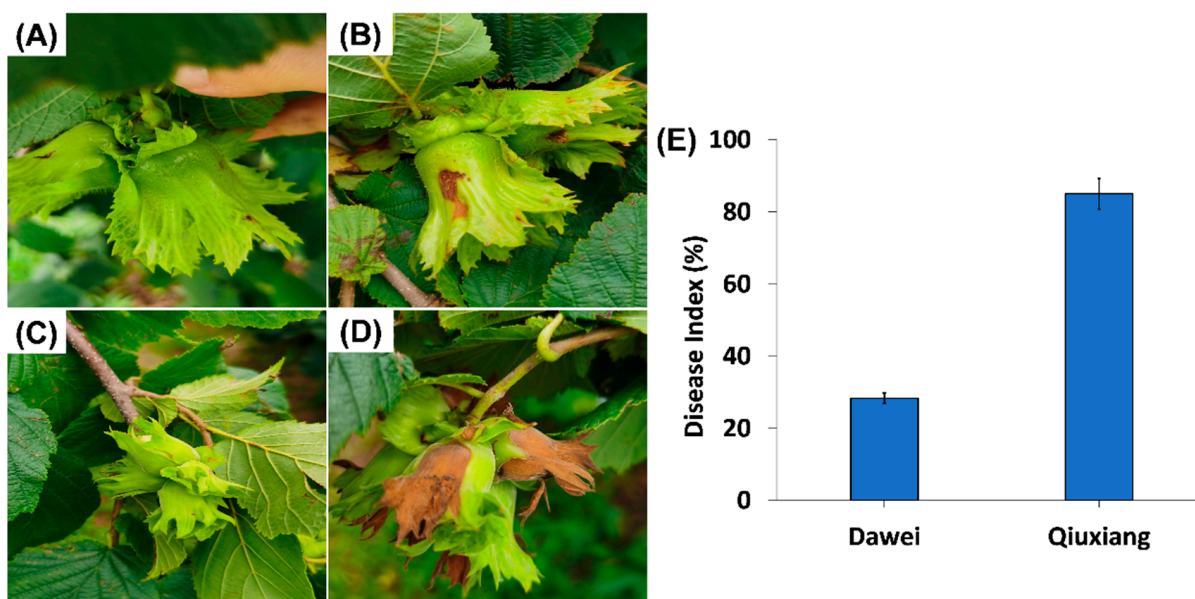 (A)
(B)
(C)
(D)
(E)
100
80
60
40
20
0
Disease Index (%)
Dawei
Qiuxiang